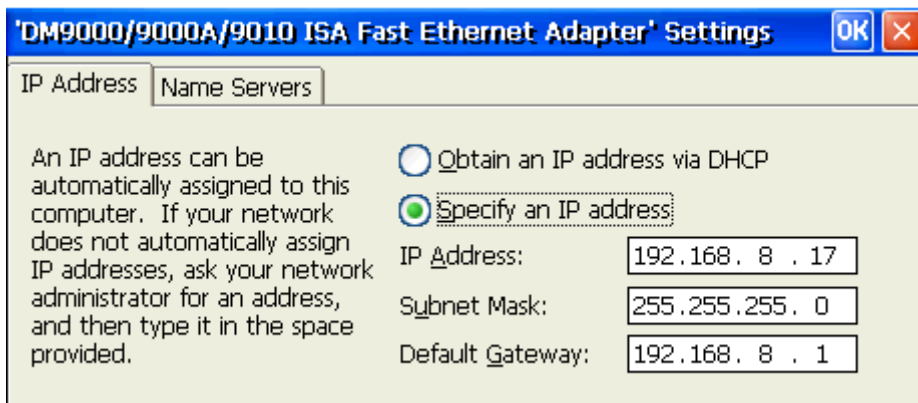 'DM9000/9000A/9010 ISA Fast Ethernet Adapter' Settings OK
IP Address Name Servers
An IP address can be
automatically assigned to this
computer. If your network
does not automatically assign
IP addresses, ask your network
administrator for an address,
and then type it in the space
provided.
Obtain an IP address via DHCP
Specify an IP address
IP Address: 192.168. 8 . 17
Subnet Mask: 255.255.255. 0
Default Gateway: 192.168. 8 . 1